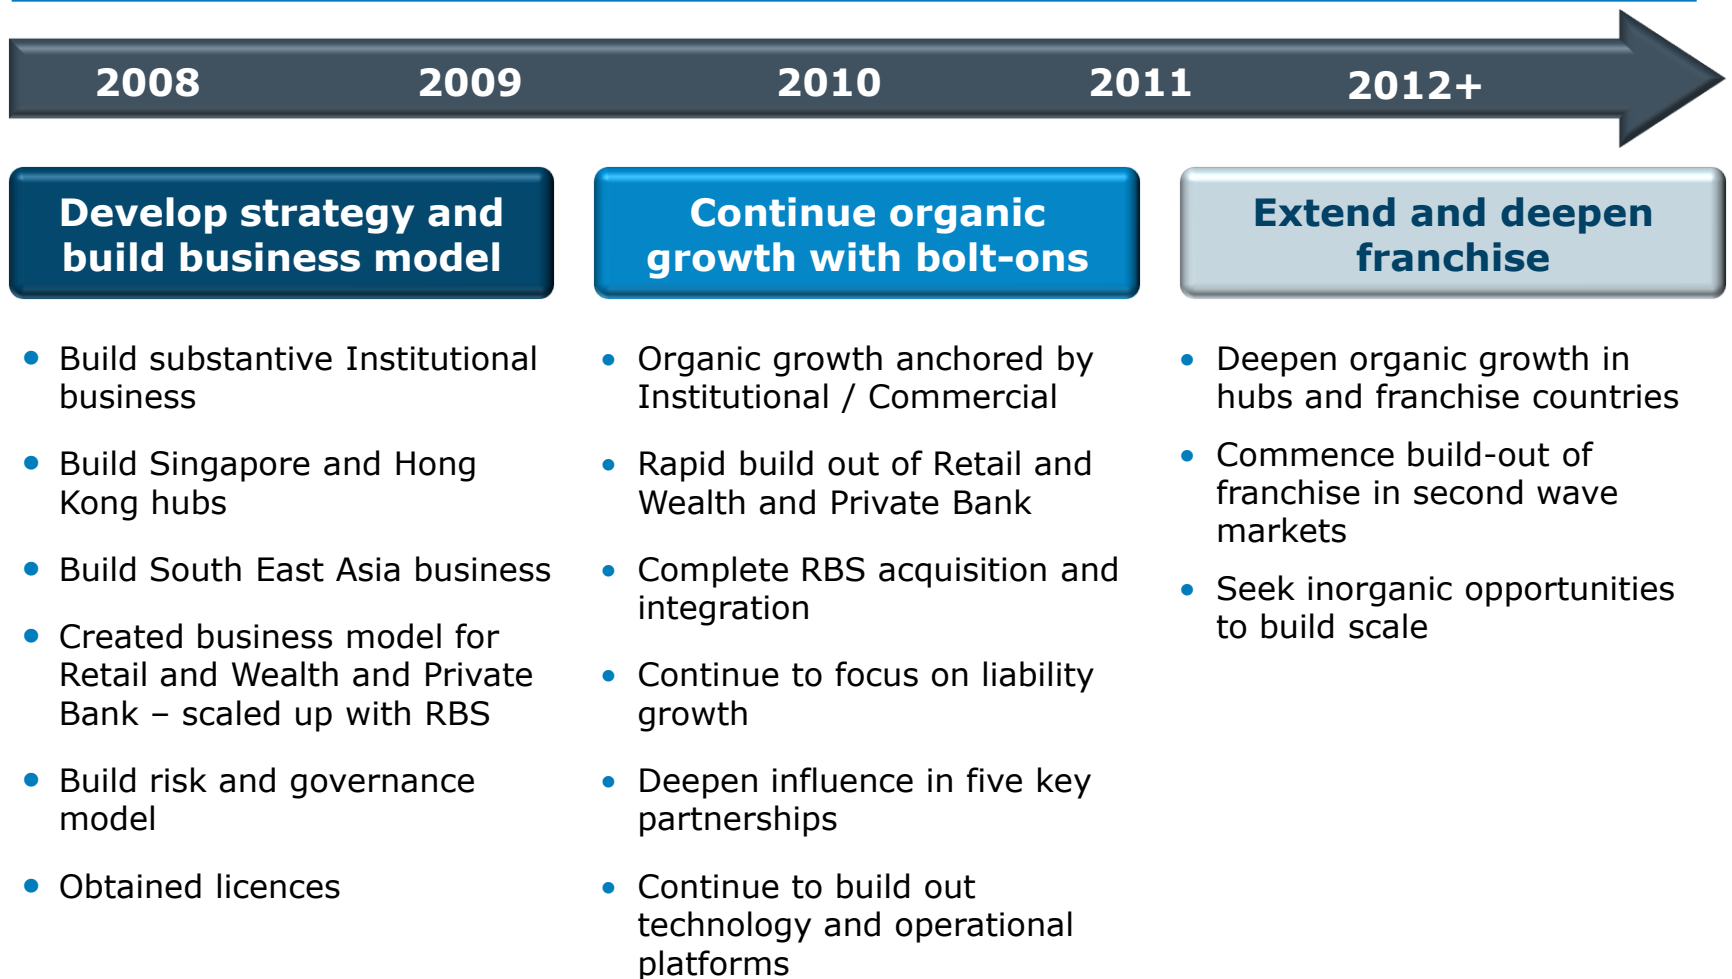 2008 2009 2010 2011 2012+
Develop strategy and
build business model
Build substantive Institutional
business
Build Singapore and Hong
Kong hubs
Build South East Asia business
Created business model for
Retail and Wealth and Private
Bank – scaled up with RBS
Build risk and governance
model
Obtained licences
Continue organic
growth with bolt-ons
Organic growth anchored by
Institutional / Commercial
Rapid build out of Retail and
Wealth and Private Bank
Complete RBS acquisition and
integration
Continue to focus on liability
growth
Deepen influence in five key
partnerships
Continue to build out
technology and operational
platforms
Extend and deepen
franchise
Deepen organic growth in
hubs and franchise countries
Commence build-out of
franchise in second wave
markets
Seek inorganic opportunities
to build scale